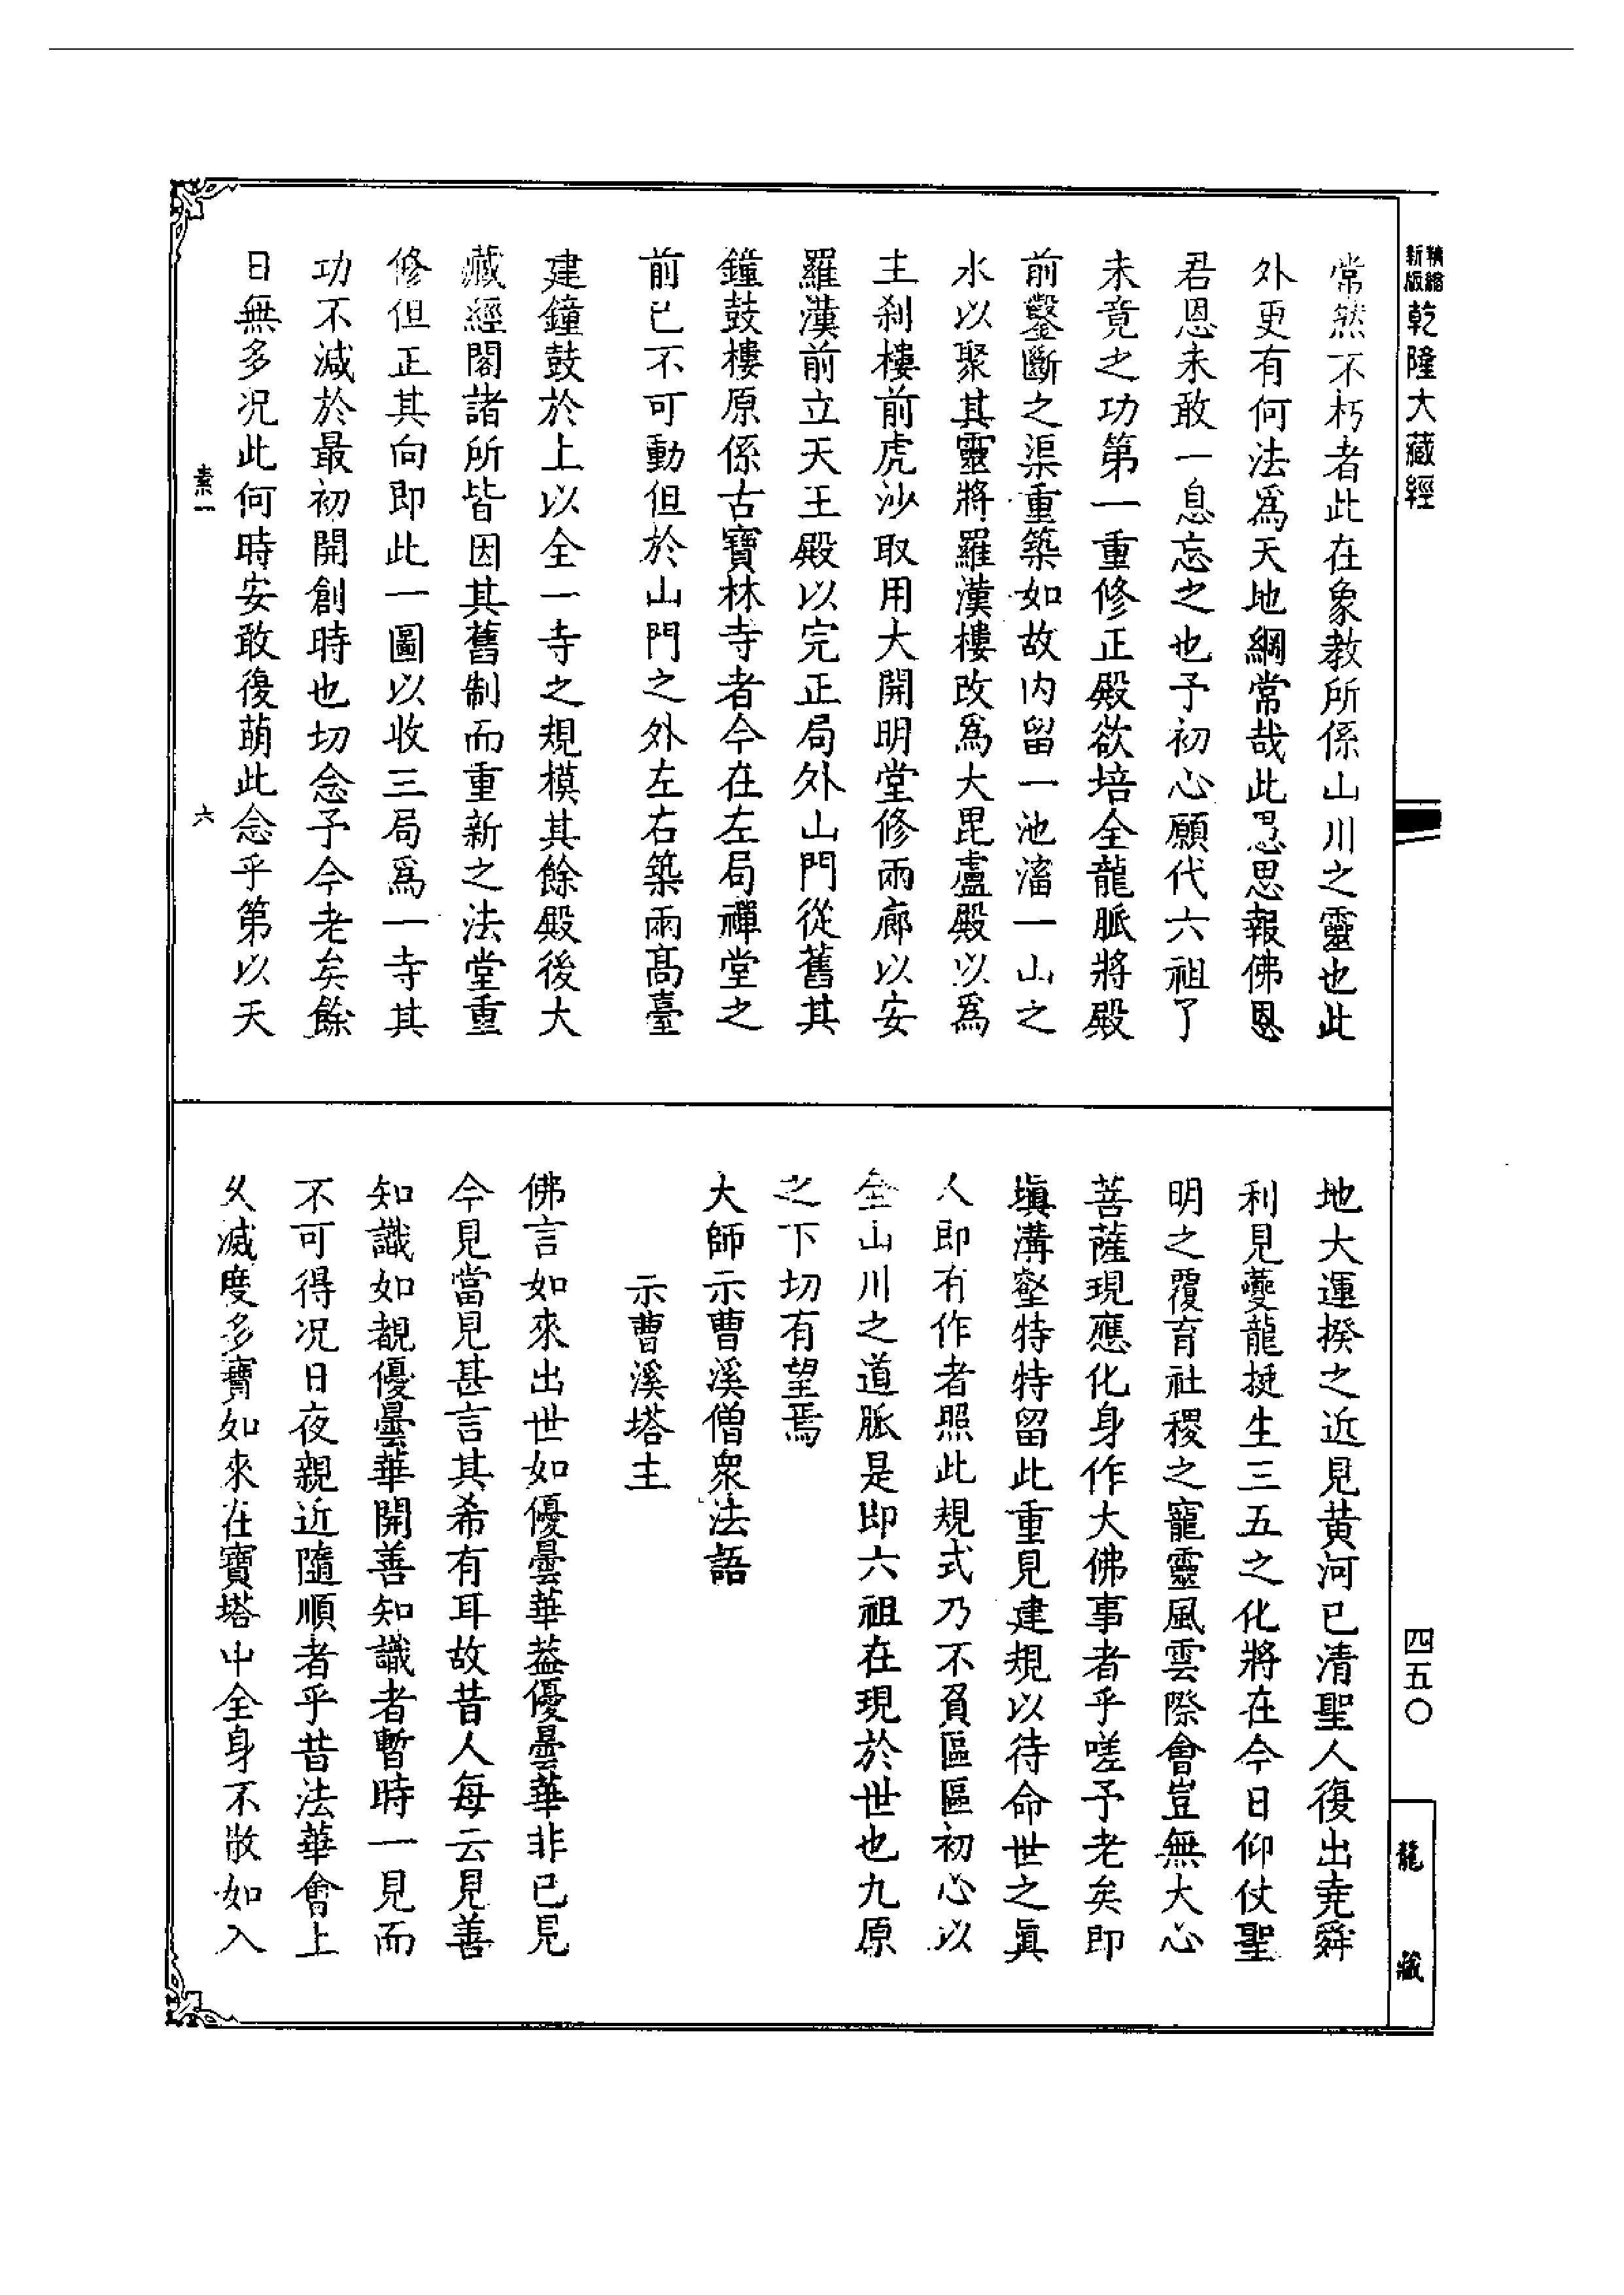 精縮新版乾隆大藏經
常然不朽者此在象教所係山川之靈也此
外更有何法爲天地綱常哉此思思報佛恩
君恩未敢一息忘之也予初心願代六祖了
未竟之功第一重修正殿欲培全龍脈將殿
前鑿斷之渠重築如故内留一池瀦一山之
水以聚其靈將羅漢樓改爲大毘盧殿以爲
主刹樓前虎沙取用大開明堂修兩廊以安
羅漢前立天王殿以完正局外山門從舊其
鐘鼓樓原係古寶林寺者今在左局禪堂之
前已不可動但於山門之外左右築兩高臺
建鐘鼓於上以全一寺之規模其餘殿後大
藏經閣諸所皆因其舊制而重新之法堂重
修但正其向即此一圖以收三局爲一寺其
功不減於最初開創時也切念予今老矣餘
日無多况此何時安敢復萌此念乎第以天
素一
六
地大運揆之近見黄河已清聖人復出堯舜
利見夔龍挺生三五之化將在今日仰仗聖
明之覆育社稷之寵靈風雲際會豈無大心
菩薩現應化身作大佛事者乎嗟予老矣即
填溝壑特特留此重見建規以待命世之眞
人即有作者照此規式乃不負區區初心以
全山川之道脈是即六祖在現於世也九原
之下切有望焉
大師示曹溪僧衆法語
示曹溪塔主
佛言如來出世如優曇華葢優曇華非已見
今見當見甚言其希有耳故昔人每云見善
知識如覩優曇華開善知識者暫時一見而
不可得况日夜親近隨順者乎昔法華會上
久滅度多寶如來在寶塔中全身不散如入
四五〇
龍藏